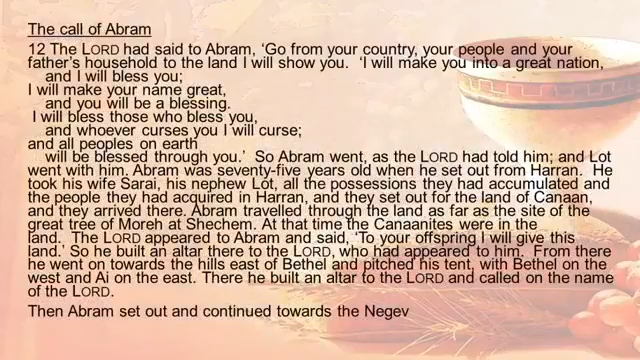 The call of Abram
12 The LORD had said to Abram, ‘Go from your country, your people and your
father’s household to the land I will show you.  ‘I will make you into a great nation,
and I will bless you;
I will make your name great,
and you will be a blessing.
I will bless those who bless you,
and whoever curses you I will curse;
and all peoples on earth
will be blessed through you.’  So Abram went, as the LORD had told him; and Lot
went with him. Abram was seventy-five years old when he set out from Harran.  He
took his wife Sarai, his nephew Lot, all the possessions they had accumulated and
the people they had acquired in Harran, and they set out for the land of Canaan,
and they arrived there. Abram travelled through the land as far as the site of the
great tree of Moreh at Shechem. At that time the Canaanites were in the
land.  The LORD appeared to Abram and said, ‘To your offspring I will give this
land.’ So he built an altar there to the LORD, who had appeared to him.  From there
he went on towards the hills east of Bethel and pitched his tent, with Bethel on the
west and Ai on the east. There he built an altar to the LORD and called on the name
of the LORD.
Then Abram set out and continued towards the Negev